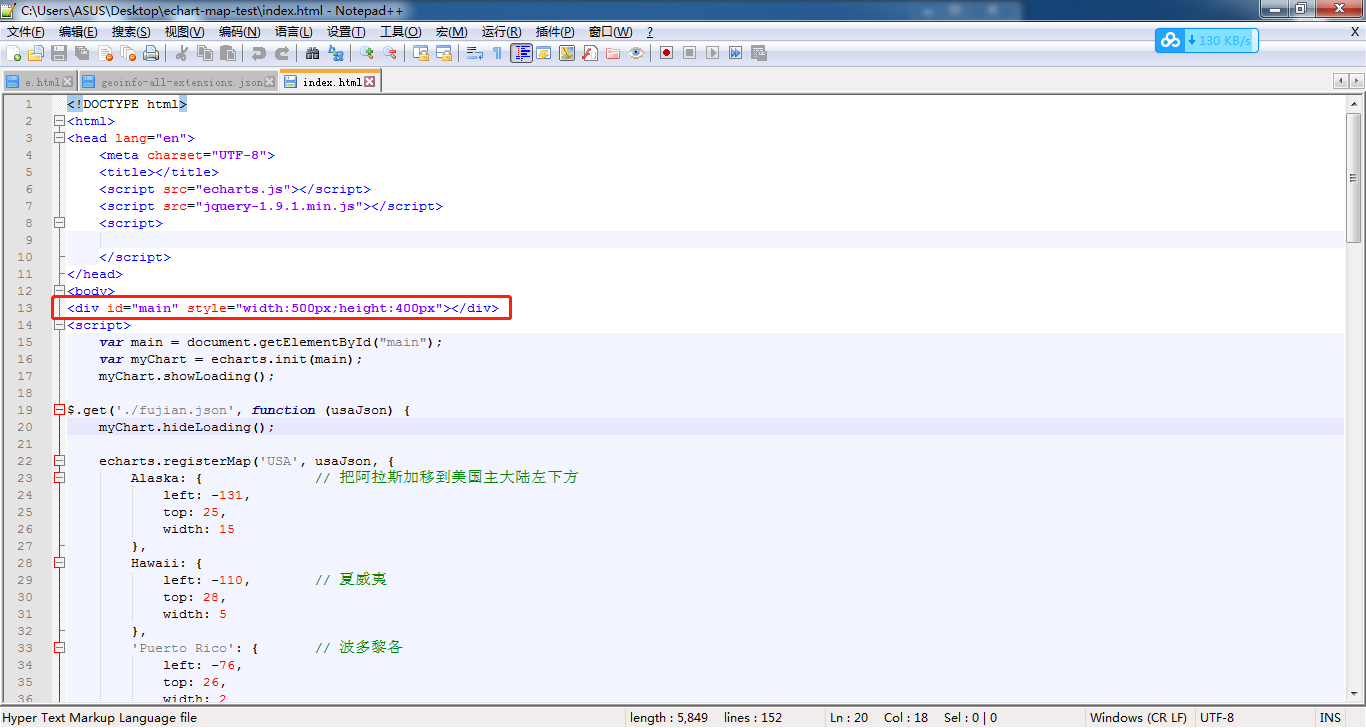 C:\Users\ASUS\Desktop\echart-map-test\index.html - Notepad++
文件(F) 编辑(E) 搜索(S) 视图(V) 编码(N) 语言(L) 设置(T) 工具(O) 宏(M) 运行(R) 插件(P) 窗口(W) ? X
130 KB/s
e.html geoinfo-all-extensions.json index.html
1 <!DOCTYPE html>
2 <html>
3 <head lang="en">
4 <meta charset="UTF-8">
5 <title></title>
6 <script src="echarts.js"></script>
7 <script src="jquery-1.9.1.min.js"></script>
8 <script>
9
10 </script>
11 </head>
12 <body>
13 <div id="main" style="width:500px;height:400px"></div>
14 <script>
15 var main = document.getElementById("main");
16 var myChart = echarts.init(main);
17 myChart.showLoading();
18
19 $.get('./fujian.json', function (usaJson) {
20 myChart.hideLoading();
21
22 echarts.registerMap('USA', usaJson, {
23 Alaska: { // 把阿拉斯加移到美国主大陆左下方
24 left: -131,
25 top: 25,
26 width: 15
27 },
28 Hawaii: {
29 left: -110, // 夏威夷
30 top: 28,
31 width: 5
32 },
33 'Puerto Rico': { // 波多黎各
34 left: -76,
35 top: 26,
36 width: 2
Hyper Text Markup Language file length : 5,849 lines : 152 Ln : 20 Col : 18 Sel : 0 | 0 Windows (CR LF) UTF-8 INS